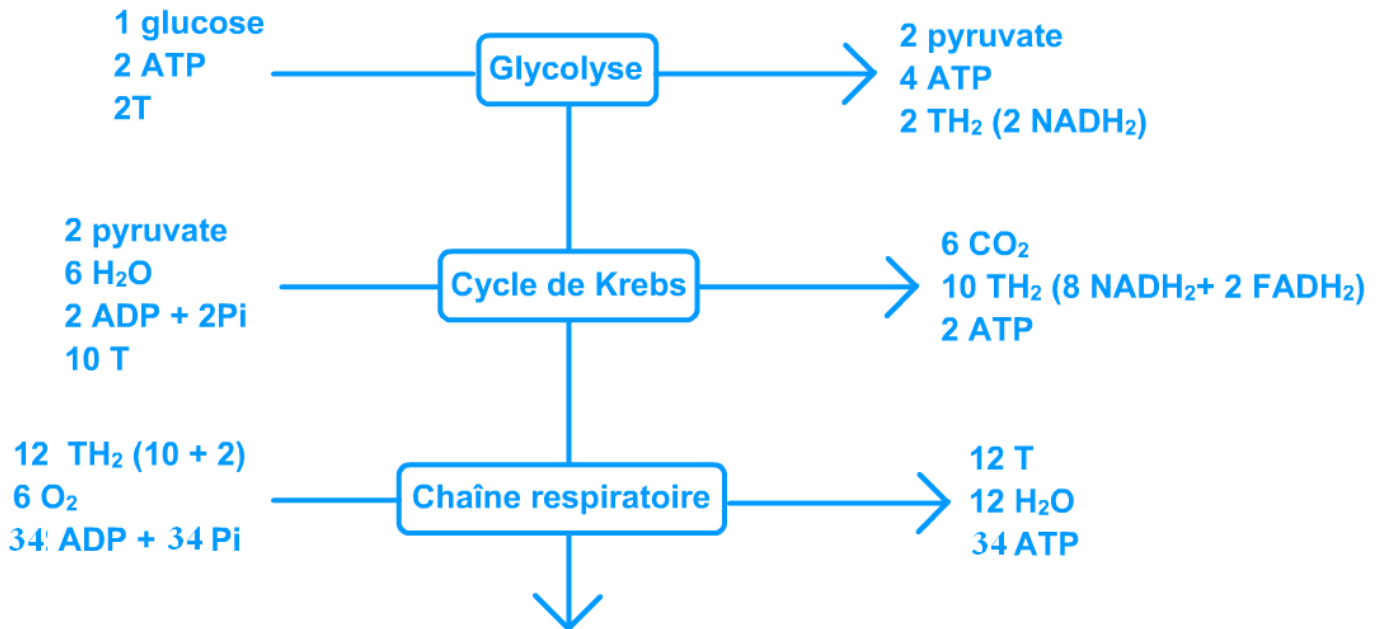 1 glucose
2 ATP
2T
Glycolyse
2 pyruvate
4 ATP
2 TH₂ (2 NADH₂)
2 pyruvate
6 H₂O
2 ADP + 2Pi
10 T
Cycle de Krebs
6 CO₂
10 TH₂ (8 NADH₂+ 2 FADH₂)
2 ATP
12 TH₂ (10 + 2)
6 O₂
34 ADP + 34 Pi
Chaîne respiratoire
12 T
12 H₂O
34 ATP